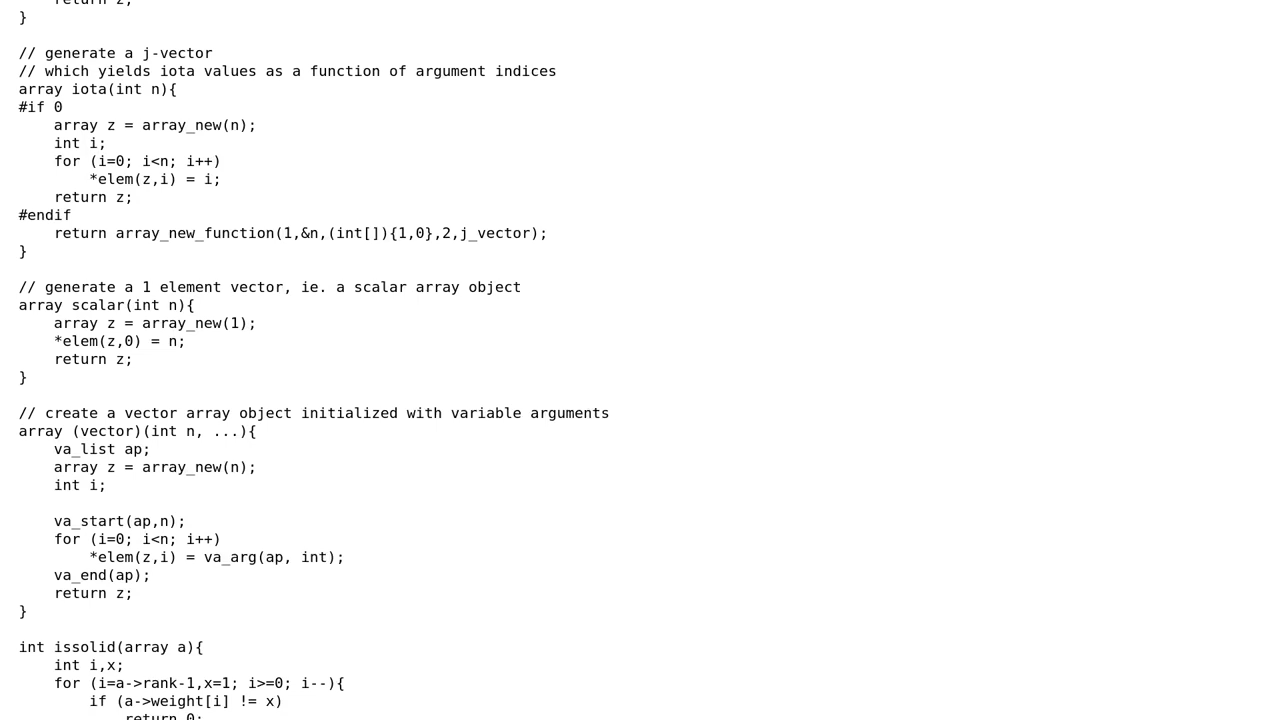 return z;
}

// generate a j-vector
// which yields iota values as a function of argument indices
array iota(int n){
#if 0
    array z = array_new(n);
    int i;
    for (i=0; i<n; i++)
        *elem(z,i) = i;
    return z;
#endif
    return array_new_function(1,&n,(int[]){1,0},2,j_vector);
}

// generate a 1 element vector, ie. a scalar array object
array scalar(int n){
    array z = array_new(1);
    *elem(z,0) = n;
    return z;
}

// create a vector array object initialized with variable arguments
array (vector)(int n, ...){
    va_list ap;
    array z = array_new(n);
    int i;

    va_start(ap,n);
    for (i=0; i<n; i++)
        *elem(z,i) = va_arg(ap, int);
    va_end(ap);
    return z;
}

int issolid(array a){
    int i,x;
    for (i=a->rank-1,x=1; i>=0; i--){
        if (a->weight[i] != x)
            return 0;